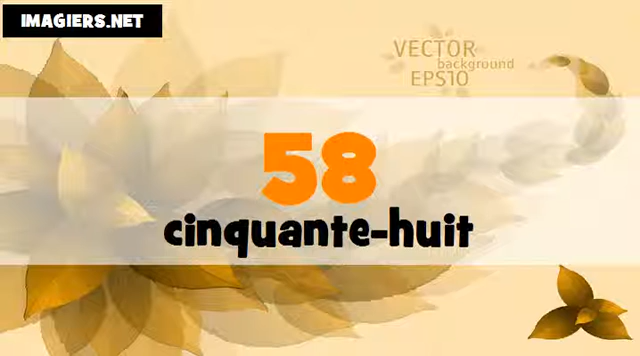 IMAGIERS.NET
VECTOR
background
EPS10
58
cinquante-huit